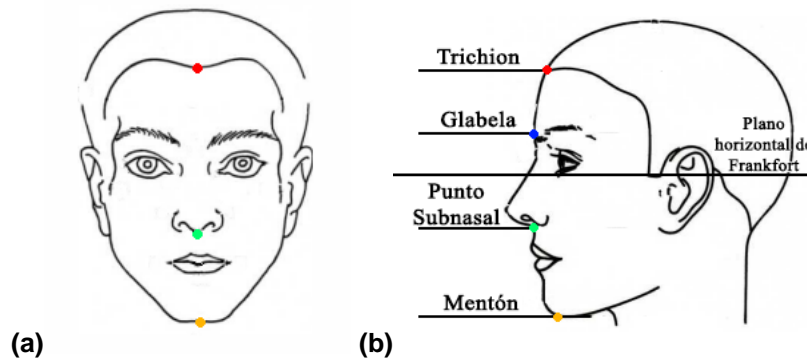 Trichion
Glabela
Plano
horizontal de
Frankfort
Punto
Subnasal
Mentón
(a)
(b)